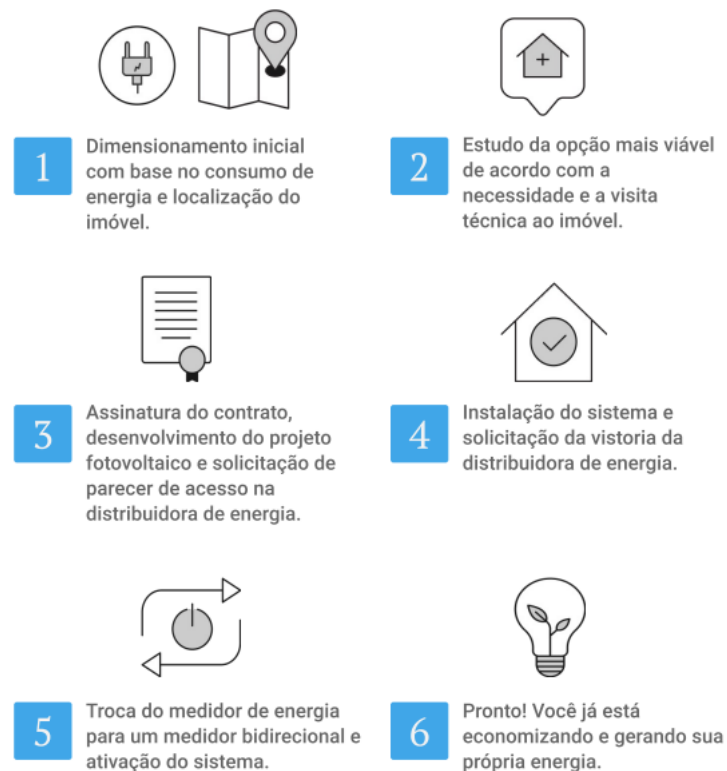 1
Dimensionamento inicial
com base no consumo de
energia e localização do
imóvel.
2
Estudo da opção mais viável
de acordo com a
necessidade e a visita
técnica ao imóvel.
3
Assinatura do contrato,
desenvolvimento do projeto
fotovoltaico e solicitação de
parecer de acesso na
distribuidora de energia.
4
Instalação do sistema e
solicitação da vistoria da
distribuidora de energia.
5
Troca do medidor de energia
para um medidor bidirecional e
ativação do sistema.
6
Pronto! Você já está
economizando e gerando sua
própria energia.